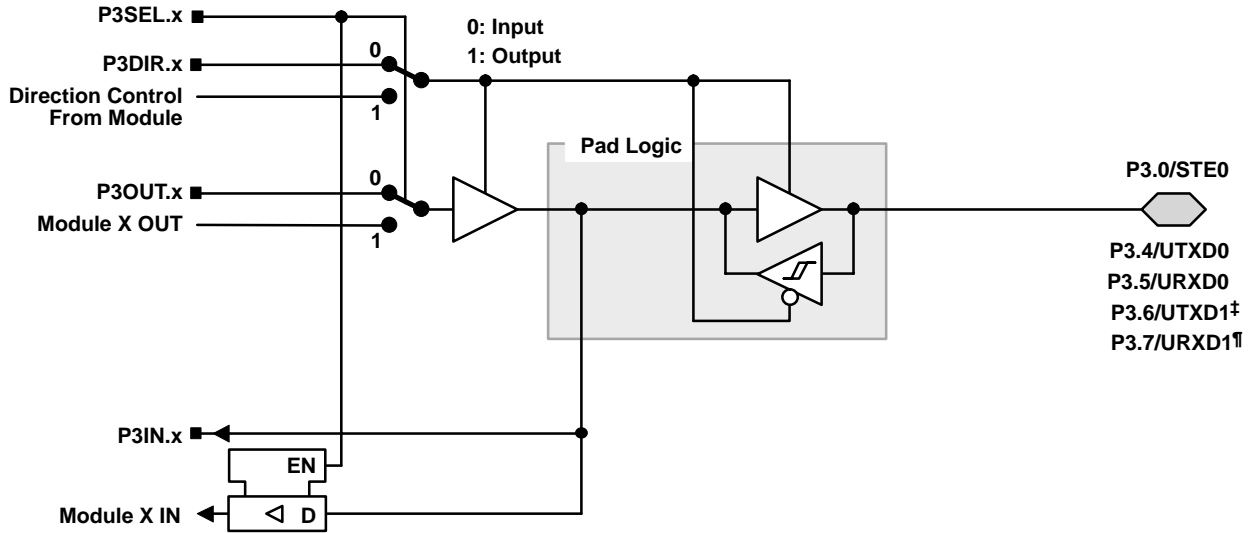 P3SEL.x
0: Input
1: Output
0
P3DIR.x
Direction Control
From Module
1
Pad Logic
P3.0/STE0
0
P3OUT.x
Module X OUT
1
P3.4/UTXD0
P3.5/URXD0
P3.6/UTXD1‡
P3.7/URXD1¶
P3IN.x
EN
Module X IN
D